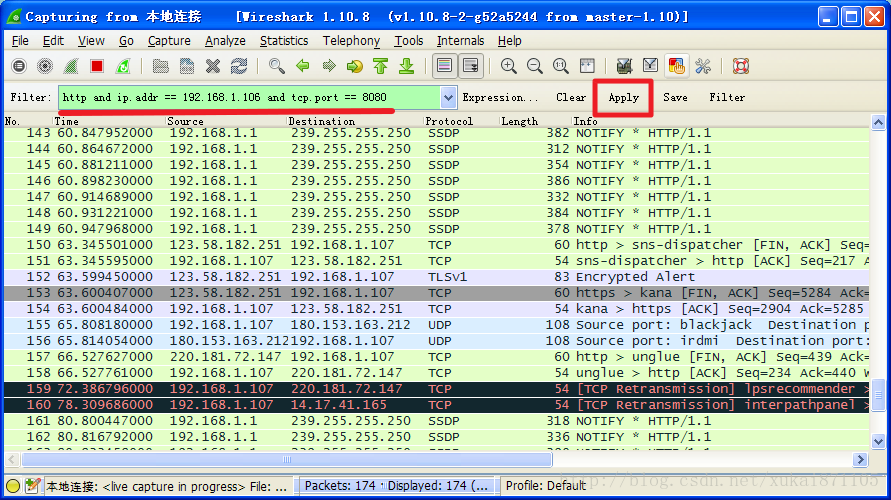 Capturing from 本地连接 [Wireshark 1.10.8 (v1.10.8-2-g52a5244 from master-1.10)]
File Edit View Go Capture Analyze Statistics Telephony Tools Internals Help
Filter: http and ip.addr == 192.168.1.106 and tcp.port == 8080 Expression... Clear Apply Save Filter
No. Time Source Destination Protocol Length Info
143 60.847952000 192.168.1.1 239.255.255.250 SSDP 382 NOTIFY * HTTP/1.1
144 60.864672000 192.168.1.1 239.255.255.250 SSDP 312 NOTIFY * HTTP/1.1
145 60.881211000 192.168.1.1 239.255.255.250 SSDP 354 NOTIFY * HTTP/1.1
146 60.898230000 192.168.1.1 239.255.255.250 SSDP 386 NOTIFY * HTTP/1.1
147 60.914689000 192.168.1.1 239.255.255.250 SSDP 332 NOTIFY * HTTP/1.1
148 60.931221000 192.168.1.1 239.255.255.250 SSDP 384 NOTIFY * HTTP/1.1
149 60.947968000 192.168.1.1 239.255.255.250 SSDP 378 NOTIFY * HTTP/1.1
150 63.345501000 123.58.182.251 192.168.1.107 TCP 60 http > sns-dispatcher [FIN, ACK] Seq=
151 63.345595000 192.168.1.107 123.58.182.251 TCP 54 sns-dispatcher > http [ACK] Seq=217 A
152 63.599450000 123.58.182.251 192.168.1.107 TLSv1 83 Encrypted Alert
153 63.600407000 123.58.182.251 192.168.1.107 TCP 60 https > kana [FIN, ACK] Seq=5284 Ack=
154 63.600484000 192.168.1.107 123.58.182.251 TCP 54 kana > https [ACK] Seq=2904 Ack=5285
155 65.808180000 192.168.1.107 180.153.163.212 UDP 108 Source port: blackjack Destination p
156 65.814054000 180.153.163.212 192.168.1.107 UDP 108 Source port: irdmi Destination port:
157 66.527627000 220.181.72.147 192.168.1.107 TCP 60 http > unglue [FIN, ACK] Seq=439 Ack=
158 66.527761000 192.168.1.107 220.181.72.147 TCP 54 unglue > http [ACK] Seq=234 Ack=440 W
159 72.386796000 192.168.1.107 220.181.72.147 TCP 54 [TCP Retransmission] lpsrecommender >
160 78.309686000 192.168.1.107 14.17.41.165 TCP 54 [TCP Retransmission] interpathpanel >
161 80.800447000 192.168.1.1 239.255.255.250 SSDP 318 NOTIFY * HTTP/1.1
162 80.816792000 192.168.1.1 239.255.255.250 SSDP 336 NOTIFY * HTTP/1.1
本地连接: <live capture in progress> File: ... Packets: 174 · Displayed: 174 (... Profile: Default
http://blog.csdn.net/xukai871105